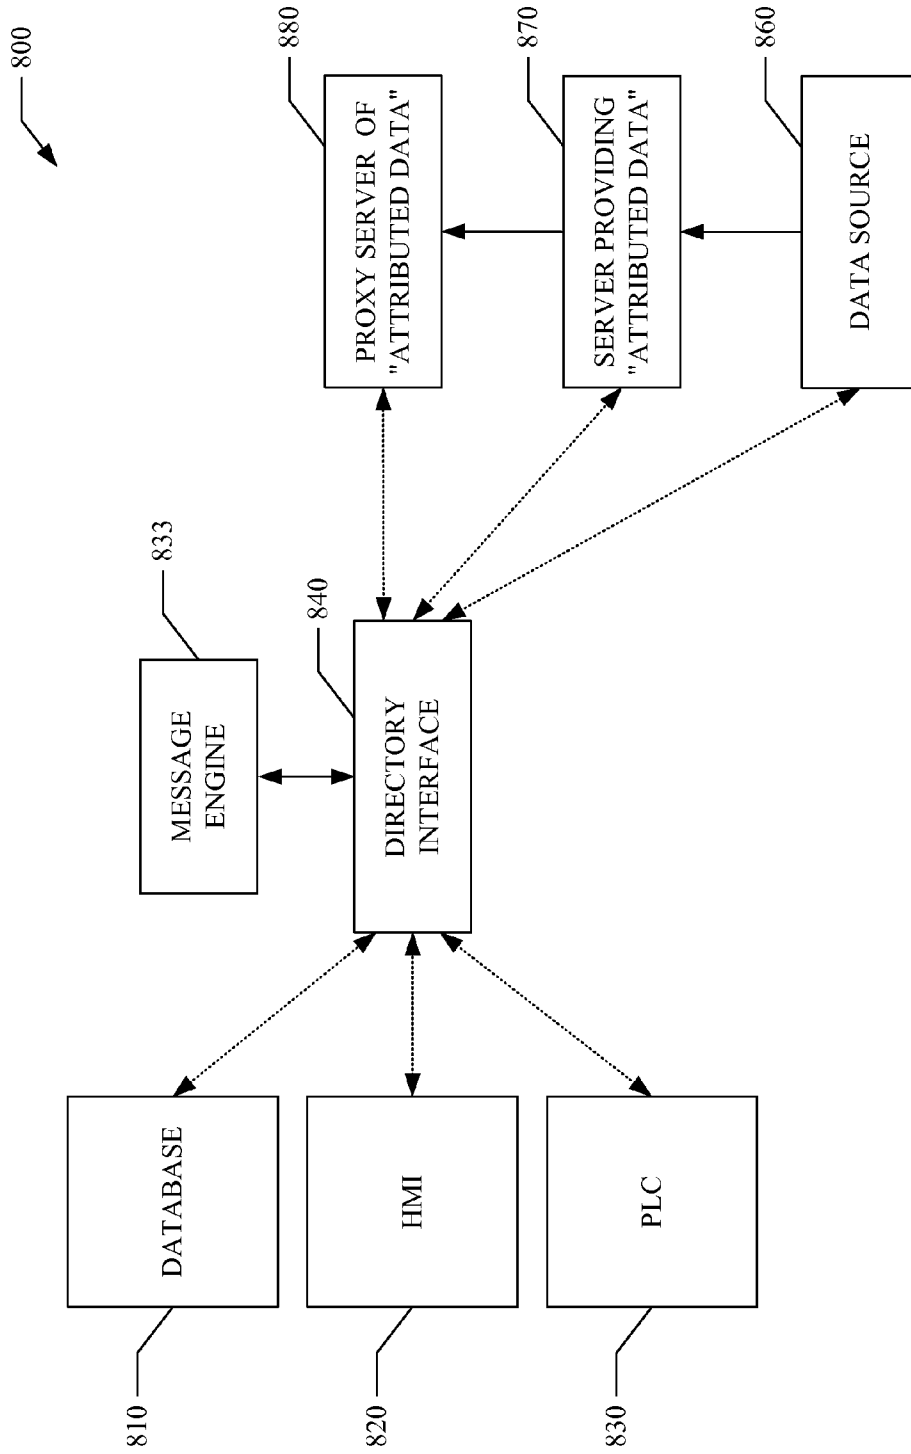 800
880
PROXY SERVER OF
"ATTRIBUTED DATA"
870
SERVER PROVIDING
"ATTRIBUTED DATA"
860
DATA SOURCE
833
MESSAGE
ENGINE
840
DIRECTORY
INTERFACE
DATABASE
810
HMI
820
PLC
830